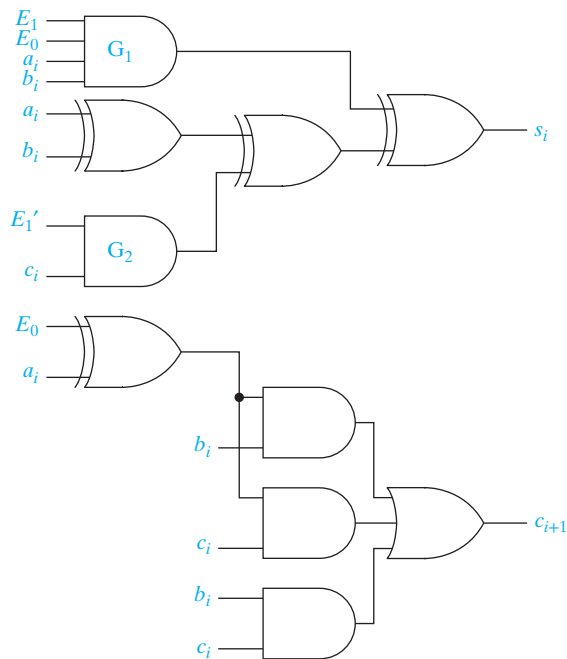 E₁
E₀
G₁
aᵢ
bᵢ
aᵢ
bᵢ
sᵢ
E₁′
G₂
cᵢ
E₀
aᵢ
bᵢ
cᵢ
cᵢ₊₁
bᵢ
cᵢ